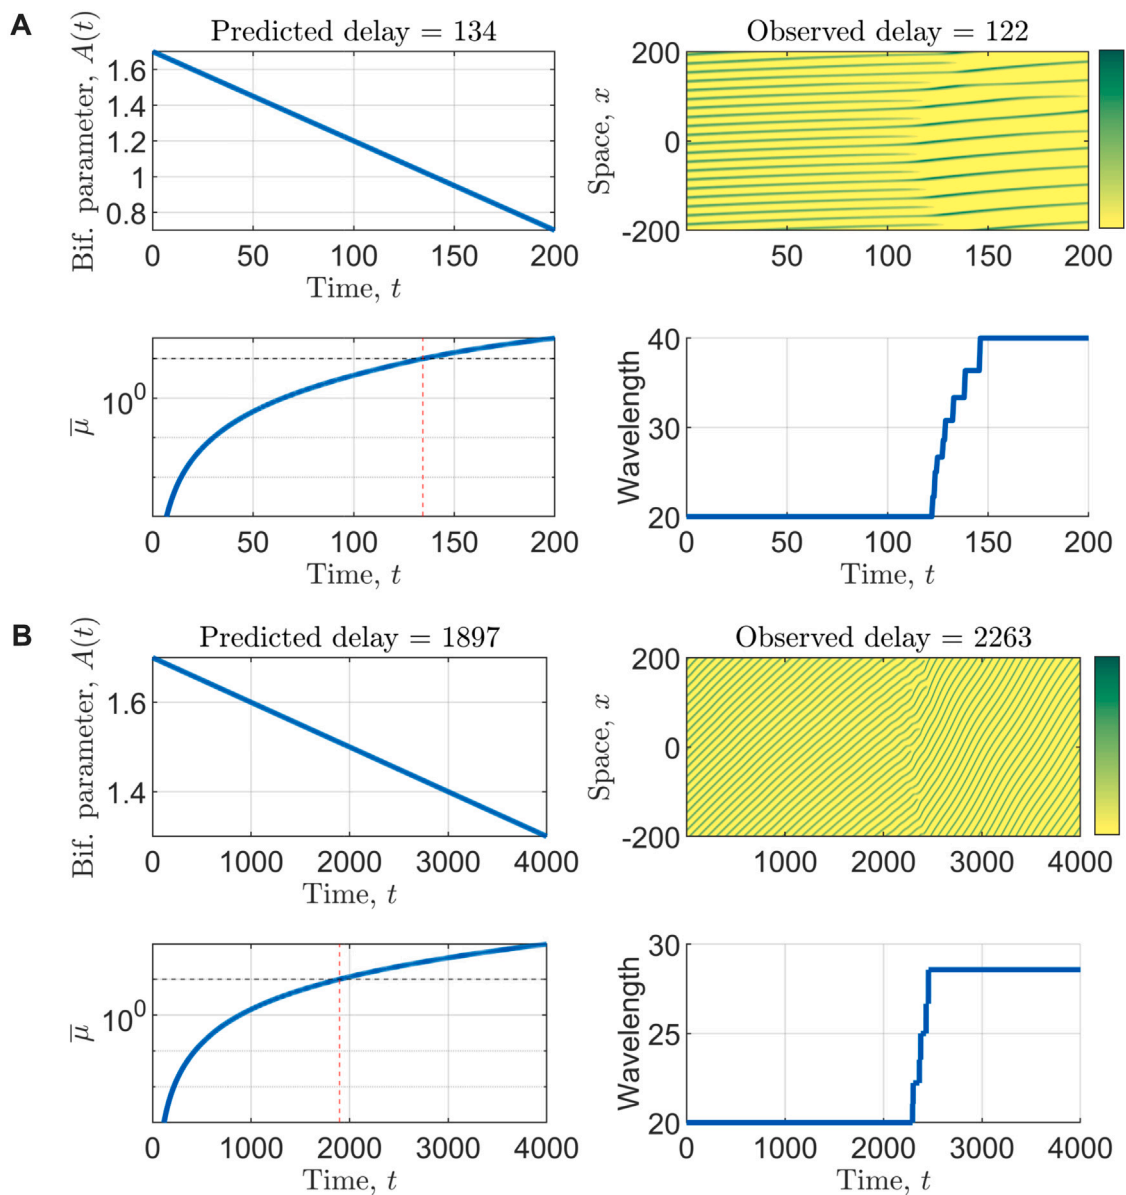 A
Predicted delay = 134
Bif. parameter, A(t)
1.6
1.4
1.2
1
0.8
0 50 100 150 200
Time, t
Observed delay = 122
Space, x
200
0
-200
0 50 100 150 200
μ̅
10⁰
0 50 100 150 200
Time, t
Wavelength
40
30
20
0 50 100 150 200
Time, t
B
Predicted delay = 1897
Bif. parameter, A(t)
1.6
1.4
0 1000 2000 3000 4000
Time, t
Observed delay = 2263
Space, x
200
0
-200
1000 2000 3000 4000
μ̅
10⁰
0 1000 2000 3000 4000
Time, t
Wavelength
30
25
20
0 1000 2000 3000 4000
Time, t